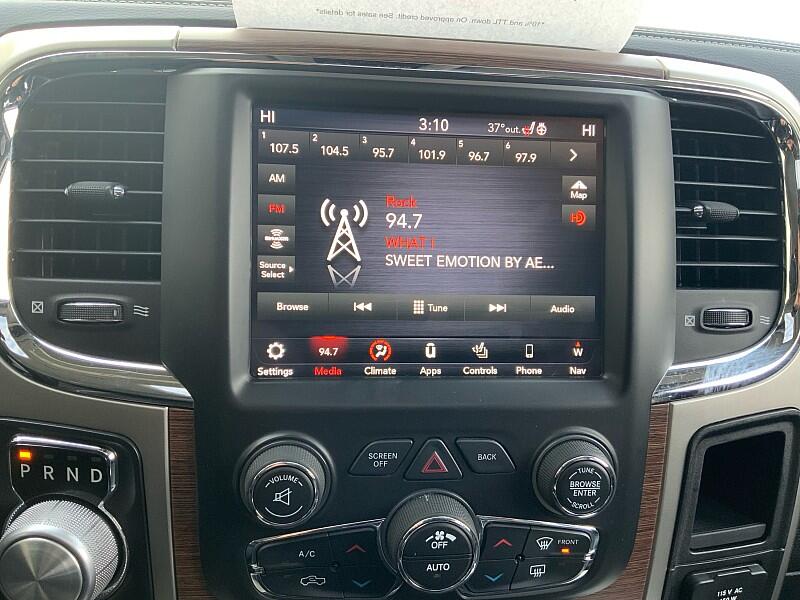 *10% and TTL down. On approved credit. See sales for details*
HI 3:10 37°out. HI
1 107.5 2 104.5 3 95.7 4 101.9 5 96.7 6 97.9
AM
FM
Source
Select
Rock
94.7
WHAT I
SWEET EMOTION BY AE...
Map
HD
Browse Tune Audio
94.7 W
Settings Media Climate Apps Controls Phone Nav
PRND
VOLUME
SCREEN
OFF
BACK
TUNE
BROWSE
ENTER
SCROLL
A/C
OFF
AUTO
FRONT
115 V AC